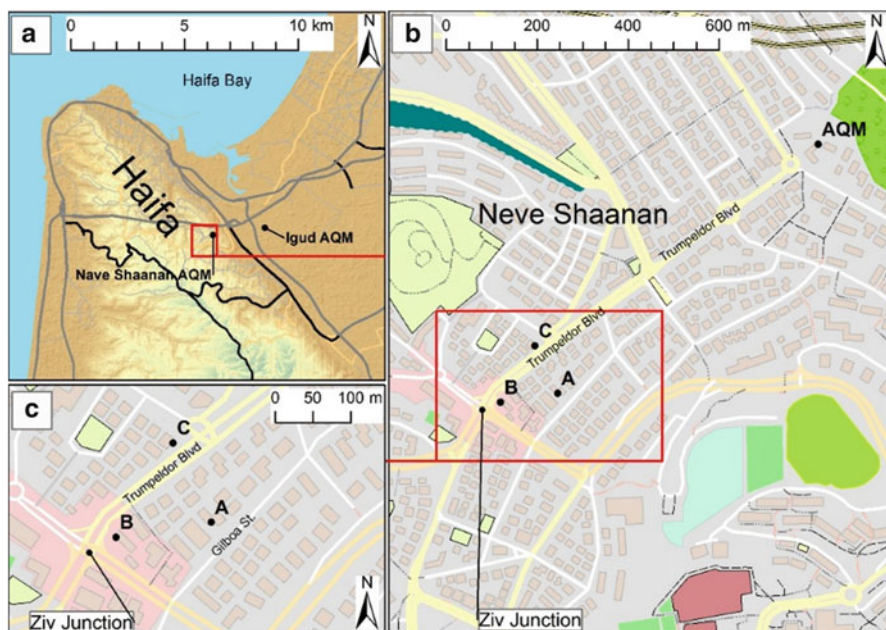 a
0 5 10 km
N
Haifa Bay
Haifa
Igud AQM
Nave Shaanan AQM
b
0 200 400 600 m
N
AQM
Neve Shaanan
Trumpeldor Blvd
C
Trumpeldor Blvd
B
A
Ziv Junction
c
0 50 100 m
C
Trumpeldor Blvd
A
B
Gilboa St.
N
Ziv Junction